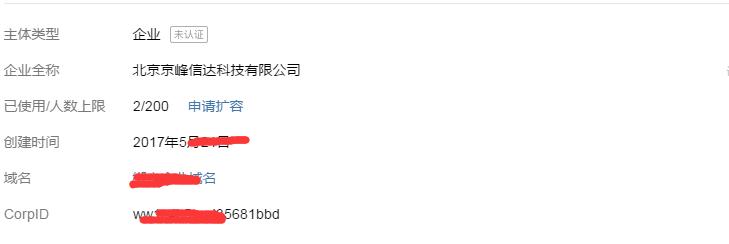 主体类型 企业 未认证
企业全称 北京京峰信达科技有限公司
已使用/人数上限 2/200 申请扩容
创建时间 2017年5月
域名 域名
CorpID ww 85681bbd